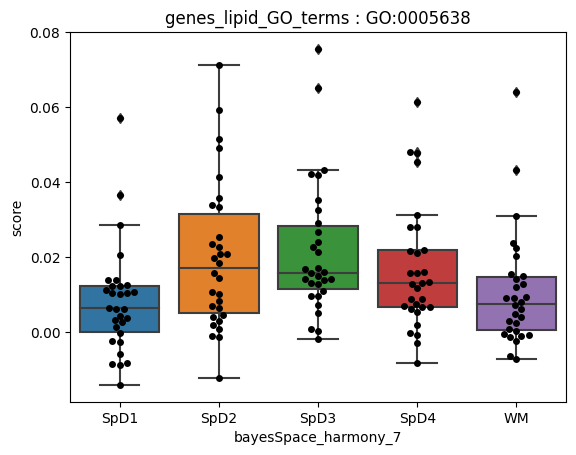 genes_lipid_GO_terms : GO:0005638
0.08
0.06
0.04
0.02
0.00
score
SpD1 SpD2 SpD3 SpD4 WM
bayesSpace_harmony_7